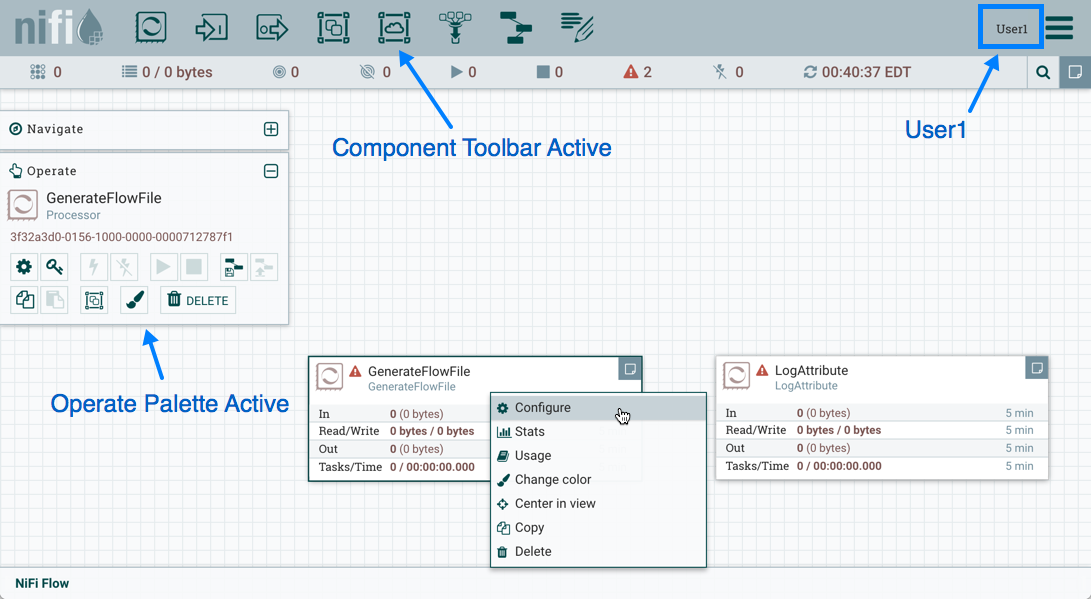 nifi
User1
0
0 / 0 bytes
0
0
0
0
2
0
00:40:37 EDT
Component Toolbar Active
User1
Navigate
Operate
GenerateFlowFile
Processor
3f32a3d0-0156-1000-0000-0000712787f1
DELETE
Operate Palette Active
GenerateFlowFile
GenerateFlowFile
In 0 (0 bytes)
Read/Write 0 bytes / 0 bytes
Out 0 (0 bytes)
Tasks/Time 0 / 00:00:00.000
Configure
Stats
Usage
Change color
Center in view
Copy
Delete
LogAttribute
LogAttribute
In 0 (0 bytes) 5 min
Read/Write 0 bytes / 0 bytes 5 min
Out 0 (0 bytes) 5 min
Tasks/Time 0 / 00:00:00.000 5 min
NiFi Flow